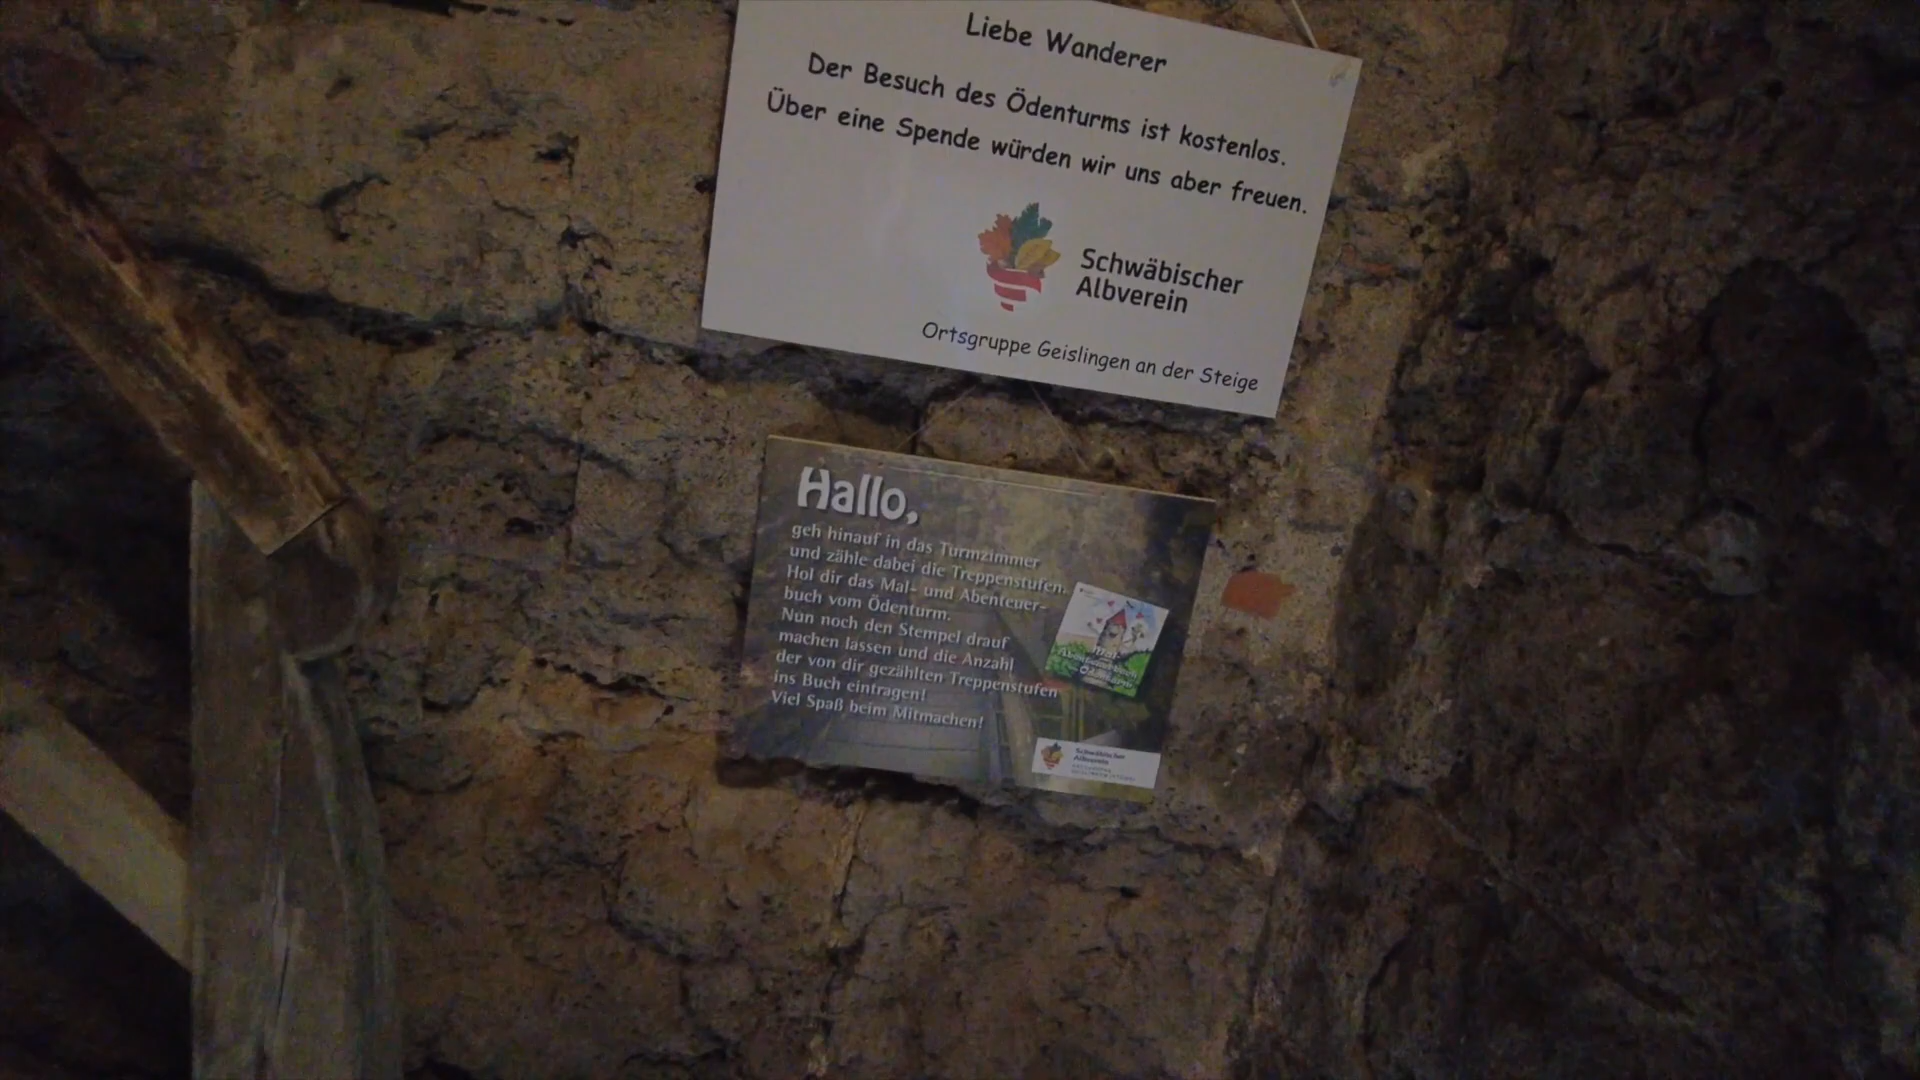 Liebe Wanderer
Der Besuch des Ödenturms ist kostenlos.
Über eine Spende würden wir uns aber freuen.
Schwäbischer
Albverein
Ortsgruppe Geislingen an der Steige
Hallo,
geh hinauf in das Turmzimmer
und zähle dabei die Treppenstufen.
Hol dir das Mal- und Abenteuer-
buch vom Ödenturm.
Nun noch den Stempel drauf
machen lassen und die Anzahl
der von dir gezählten Treppenstufen
ins Buch eintragen!
Viel Spaß beim Mitmachen!
Mal-
Schwäbischer
Albverein